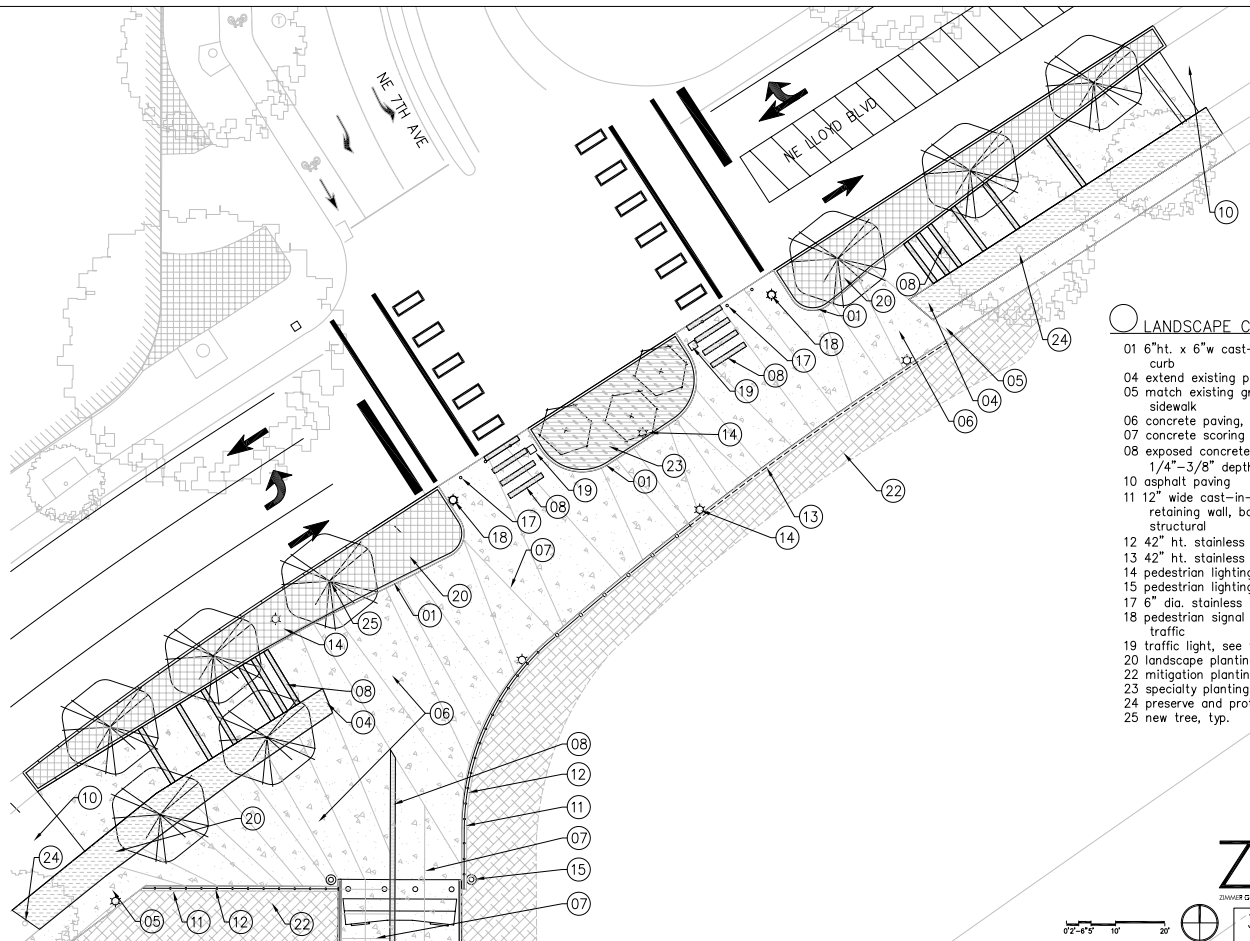 T
NE 7TH AVE
NE LLOYD BLVD
10
08
20
01
24
18
17
05
08
04
19
06
14
23
22
01
19
08
13
17
14
18
07
20
01
25
14
08
04
06
08
12
10
11
20
07
24
15
07
05
11
12
22
LANDSCAPE C
01 6"ht. x 6"w cast-
curb
04 extend existing p
05 match existing gr
sidewalk
06 concrete paving,
07 concrete scoring
08 exposed concrete
1/4"-3/8" depth
10 asphalt paving
11 12" wide cast-in-
retaining wall, ba
structural
12 42" ht. stainless
13 42" ht. stainless
14 pedestrian lighting
15 pedestrian lighting
17 6" dia. stainless
18 pedestrian signal
traffic
19 traffic light, see
20 landscape plantin
22 mitigation plantin
23 specialty planting
24 preserve and prot
25 new tree, typ.
Z
ZIMMER G
0'2'-6"5' 10' 20'